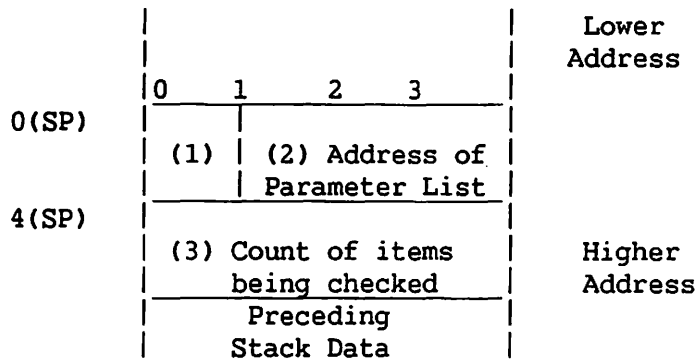 Lower
Address
0 1 2 3
0(SP)
(1) (2) Address of
Parameter List
4(SP)
(3) Count of items Higher
being checked Address
Preceding
Stack Data